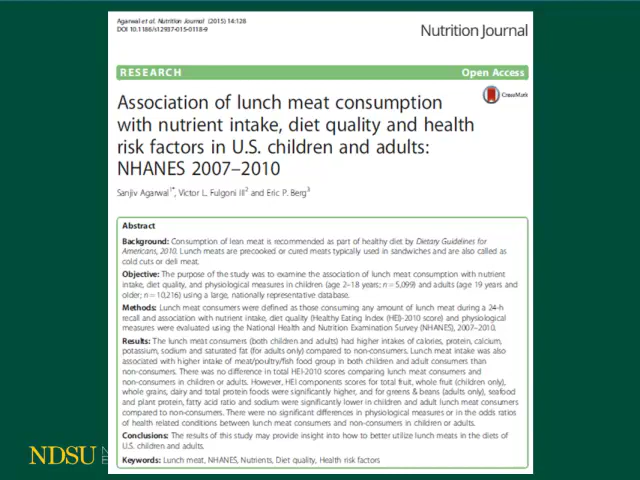 Agarwal et al. Nutrition Journal (2015) 14:128
DOI 10.1186/s12937-015-0118-9
Nutrition Journal
RESEARCH Open Access
CrossMark
Association of lunch meat consumption
with nutrient intake, diet quality and health
risk factors in U.S. children and adults:
NHANES 2007–2010
Sanjiv Agarwal1*, Victor L. Fulgoni III2 and Eric P. Berg3
Abstract
Background: Consumption of lean meat is recommended as part of healthy diet by Dietary Guidelines for
Americans, 2010. Lunch meats are precooked or cured meats typically used in sandwiches and are also called as
cold cuts or deli meat.
Objective: The purpose of the study was to examine the association of lunch meat consumption with nutrient
intake, diet quality, and physiological measures in children (age 2–18 years; n = 5,099) and adults (age 19 years and
older; n = 10,216) using a large, nationally representative database.
Methods: Lunch meat consumers were defined as those consuming any amount of lunch meat during a 24-h
recall and association with nutrient intake, diet quality (Healthy Eating Index (HEI)-2010 score) and physiological
measures were evaluated using the National Health and Nutrition Examination Survey (NHANES), 2007–2010.
Results: The lunch meat consumers (both children and adults) had higher intakes of calories, protein, calcium,
potassium, sodium and saturated fat (for adults only) compared to non-consumers. Lunch meat intake was also
associated with higher intake of meat/poultry/fish food group in both children and adult consumers than
non-consumers. There was no difference in total HEI-2010 scores comparing lunch meat consumers and
non-consumers in children or adults. However, HEI components scores for total fruit, whole fruit (children only),
whole grains, dairy and total protein foods were significantly higher, and for greens & beans (adults only), seafood
and plant protein, fatty acid ratio and sodium were significantly lower in children and adult lunch meat consumers
compared to non-consumers. There were no significant differences in physiological measures or in the odds ratios
of health related conditions between lunch meat consumers and non-consumers in children or adults.
Conclusions: The results of this study may provide insight into how to better utilize lunch meats in the diets of
U.S. children and adults.
Keywords: Lunch meat, NHANES, Nutrients, Diet quality, Health risk factors
NDSU